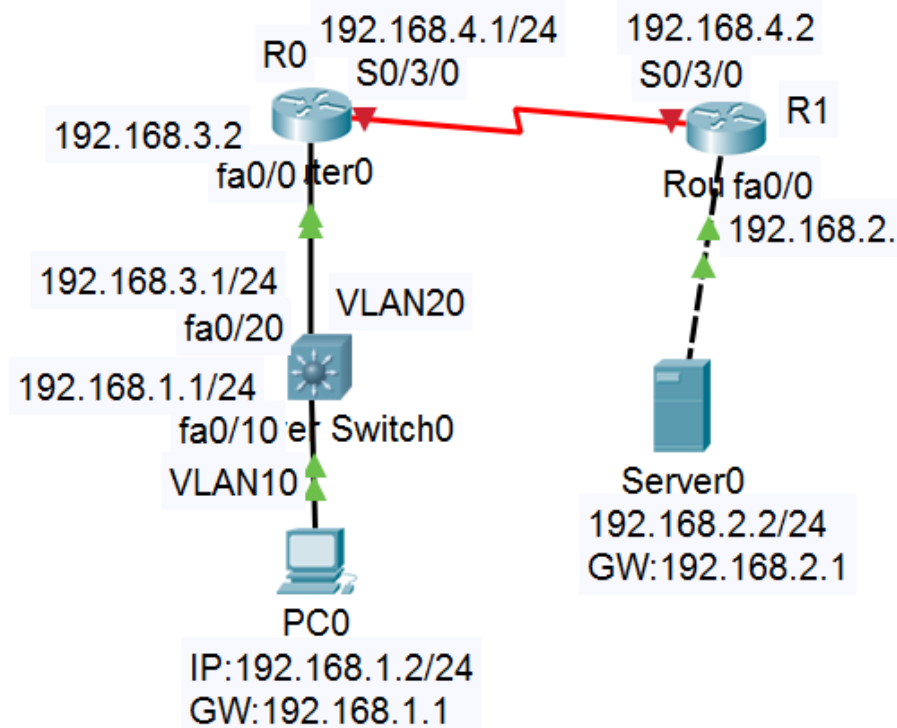 192.168.4.1/24
192.168.4.2
R0
S0/3/0
S0/3/0
R1
192.168.3.2
fa0/0
uter0
Rou
fa0/0
192.168.2.
192.168.3.1/24
VLAN20
fa0/20
192.168.1.1/24
fa0/10
er Switch0
VLAN10
Server0
192.168.2.2/24
GW:192.168.2.1
PC0
IP:192.168.1.2/24
GW:192.168.1.1